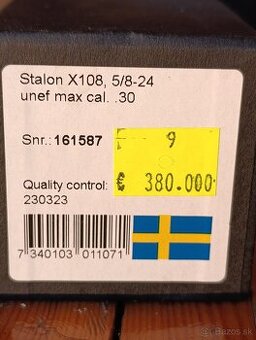 Stalon X108, 5/8-24
unef max cal. .30
Snr.: 161587
9
€ 380.000
Quality control:
230323
7 340103 011071
bazos.sk